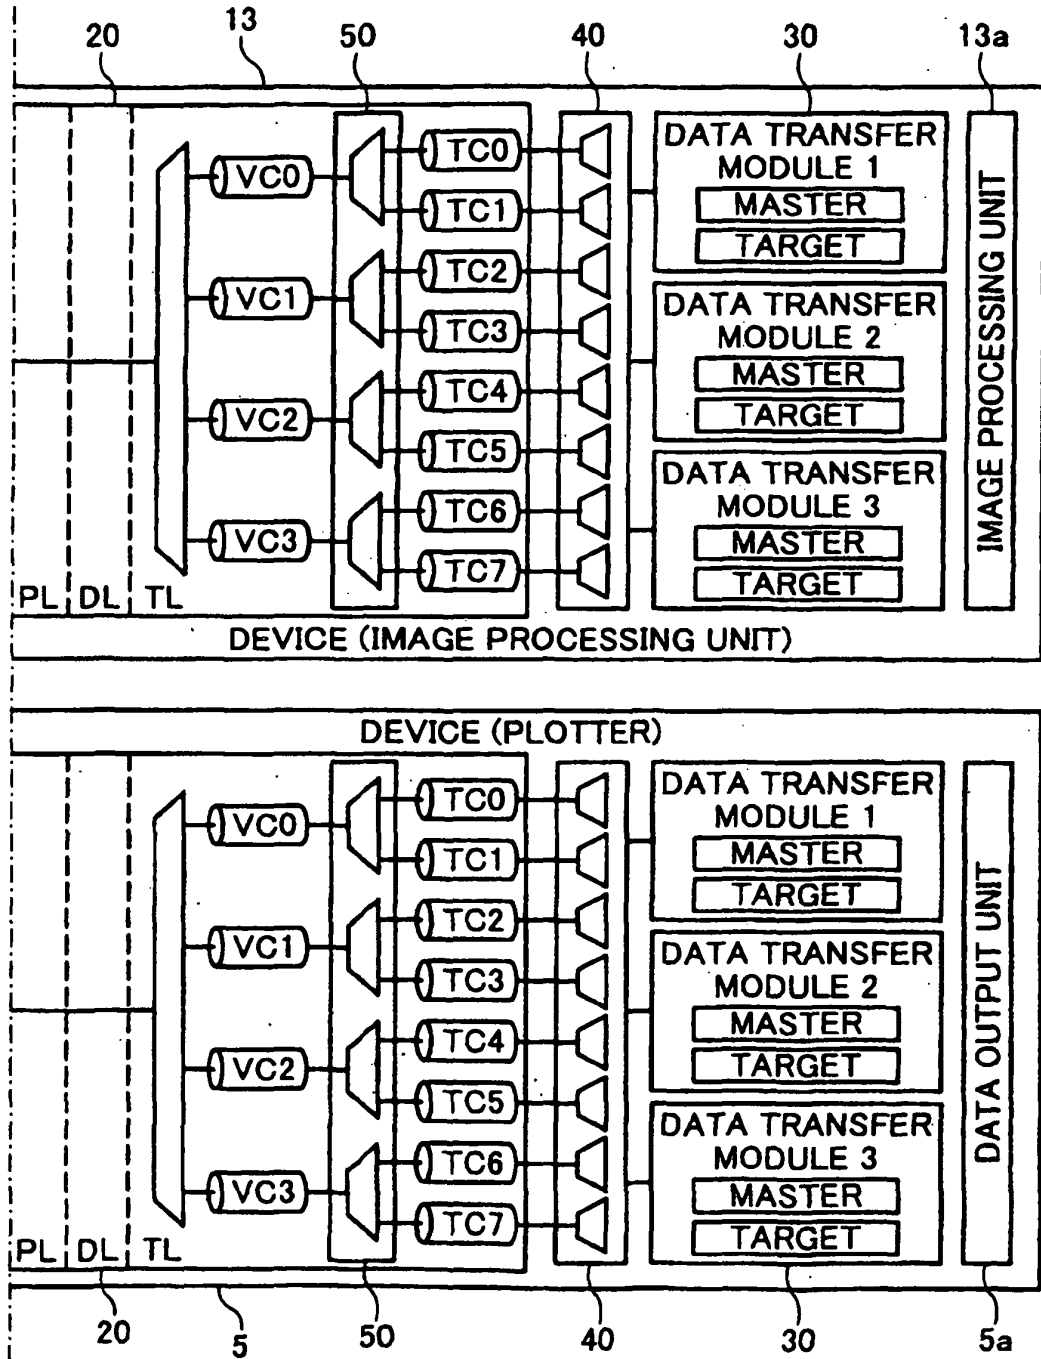 20 13 50 40 30 13a
TC0
DATA TRANSFER
MODULE 1
VC0
TC1
MASTER
TARGET
TC2
VC1
DATA TRANSFER
MODULE 2
TC3
MASTER
TC4
TARGET
VC2
TC5
DATA TRANSFER
MODULE 3
TC6
VC3
MASTER
TC7
TARGET
IMAGE PROCESSING UNIT
PL DL TL
DEVICE (IMAGE PROCESSING UNIT)
DEVICE (PLOTTER)
TC0
DATA TRANSFER
MODULE 1
VC0
TC1
MASTER
TARGET
TC2
VC1
DATA TRANSFER
MODULE 2
TC3
MASTER
TC4
TARGET
VC2
TC5
DATA TRANSFER
MODULE 3
TC6
VC3
MASTER
TC7
TARGET
DATA OUTPUT UNIT
PL DL TL
20 5 50 40 30 5a